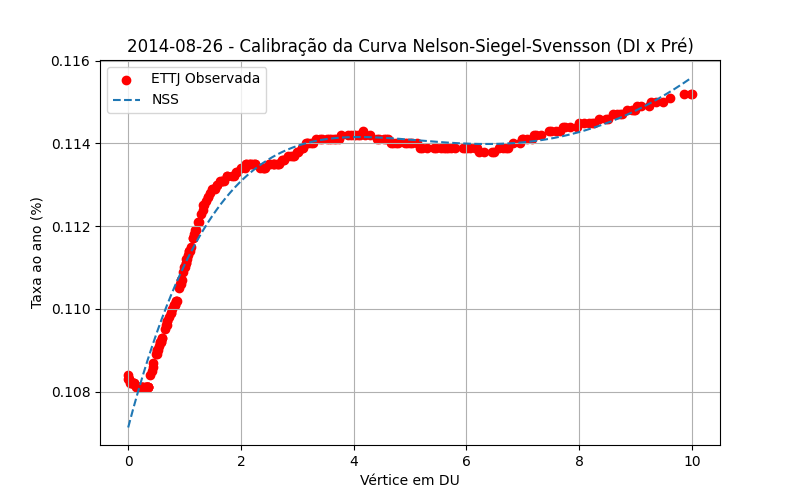 2014-08-26 - Calibração da Curva Nelson-Siegel-Svensson (DI x Pré)
ETTJ Observada
NSS
Taxa ao ano (%)
0.116
0.114
0.112
0.110
0.108
0 2 4 6 8 10
Vértice em DU